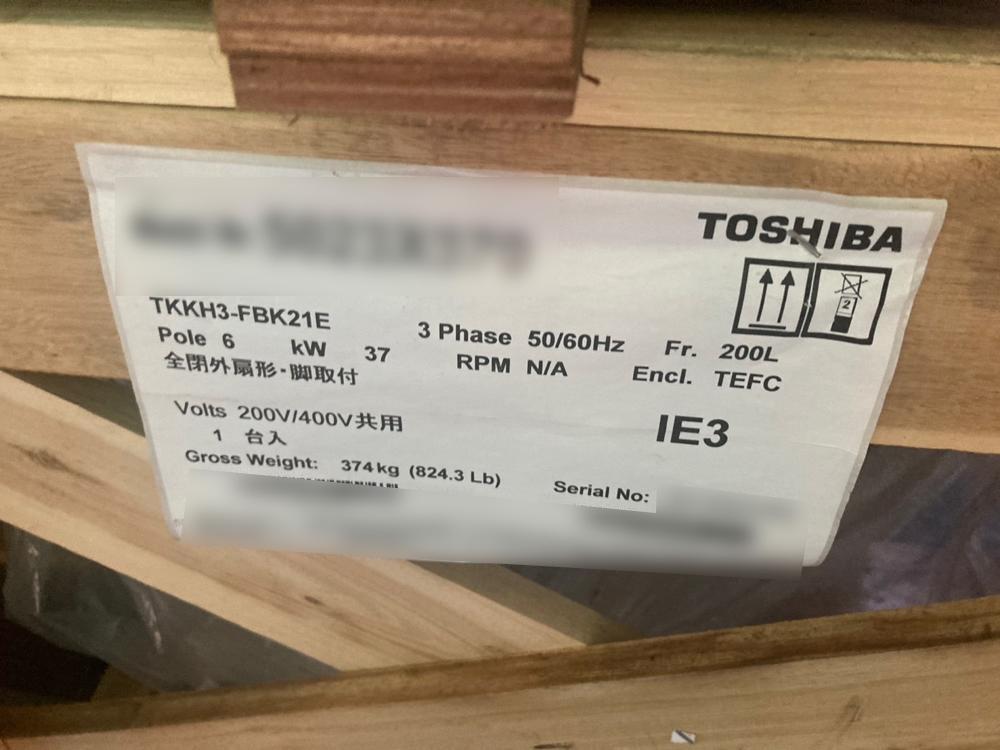 TOSHIBA
2
TKKH3-FBK21E
Pole 6 kW 37 3 Phase 50/60Hz Fr. 200L
RPM N/A Encl. TEFC
全閉外扇形・脚取付
Volts 200V/400V共用 IE3
1 台入
Gross Weight: 374kg (824.3 Lb) Serial No: